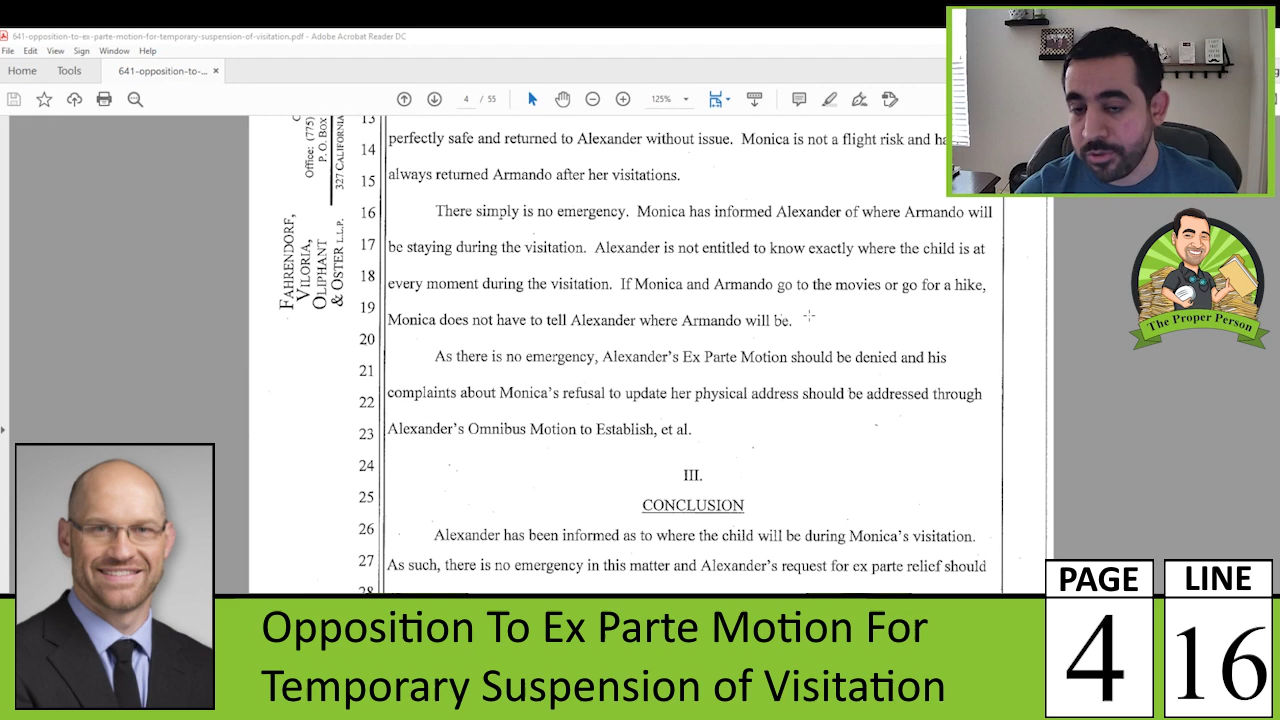 641-opposition-to-ex-parte-motion-for-temporary-suspension-of-visitation.pdf - Adobe Acrobat Reader DC
File Edit View Sign Window Help
Home Tools 641-opposition-to-... ×
4 / 55 125%
Office: (775)
P. O. BOX
327 CALIFORNIA
FAHRENDORF,
VILORIA,
OLIPHANT
& OSTER L.L.P.
13
14 perfectly safe and returned to Alexander without issue. Monica is not a flight risk and
15 always returned Armando after her visitations.
16 There simply is no emergency. Monica has informed Alexander of where Armando will
17 be staying during the visitation. Alexander is not entitled to know exactly where the child is at
18 every moment during the visitation. If Monica and Armando go to the movies or go for a hike,
19 Monica does not have to tell Alexander where Armando will be.
20
21 As there is no emergency, Alexander's Ex Parte Motion should be denied and his
22 complaints about Monica's refusal to update her physical address should be addressed through
23 Alexander's Omnibus Motion to Establish, et al.
24 III.
25 CONCLUSION
26 Alexander has been informed as to where the child will be during Monica's visitation.
27 As such, there is no emergency in this matter and Alexander's request for ex parte relief should
28
The Proper Person
Opposition To Ex Parte Motion For
Temporary Suspension of Visitation
PAGE
4
LINE
16